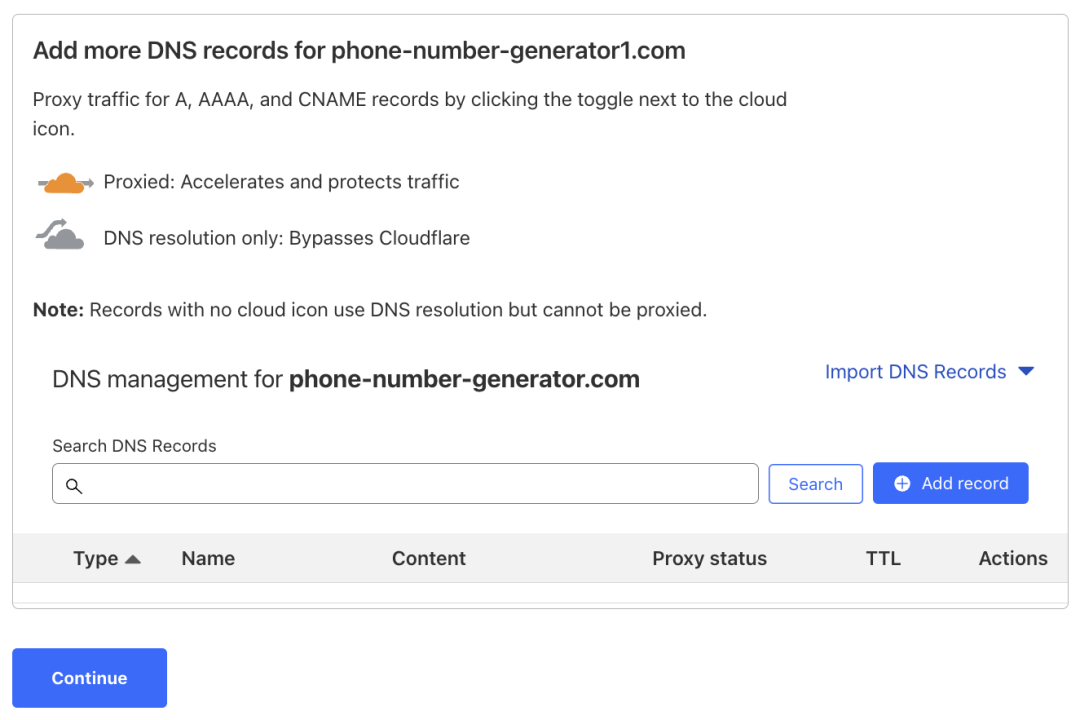 Add more DNS records for phone-number-generator1.com
Proxy traffic for A, AAAA, and CNAME records by clicking the toggle next to the cloud
icon.
Proxied: Accelerates and protects traffic
DNS resolution only: Bypasses Cloudflare
Note: Records with no cloud icon use DNS resolution but cannot be proxied.
DNS management for phone-number-generator.com
Import DNS Records
Search DNS Records
Search
Add record
Type Name Content Proxy status TTL Actions
Continue